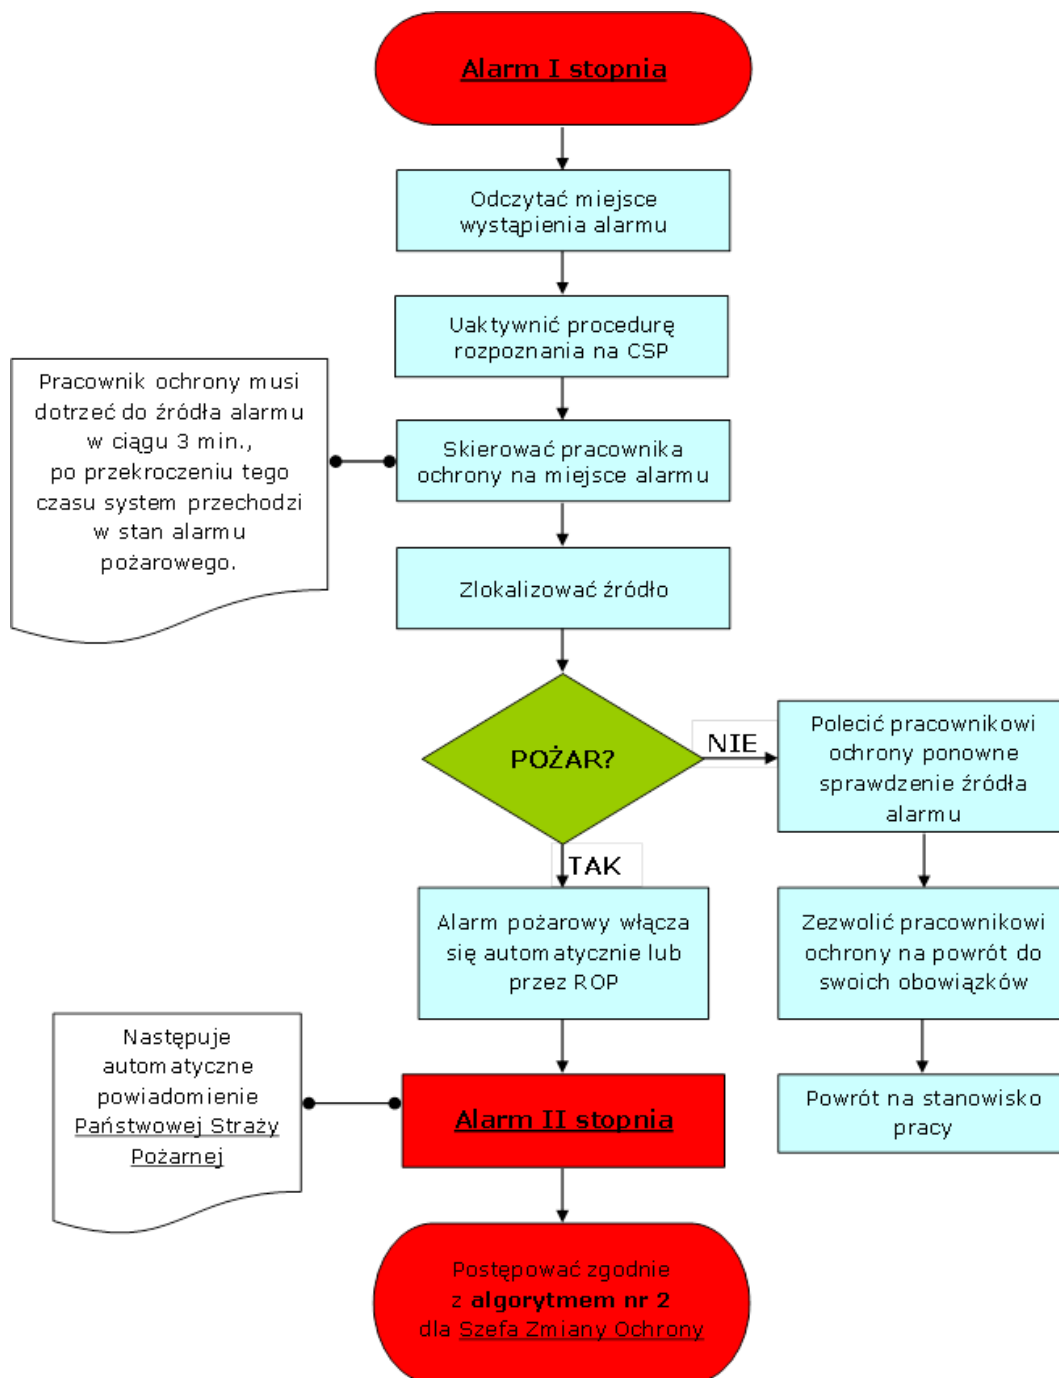 Alarm I stopnia
Odczytać miejsce
wystąpienia alarmu
Uaktywnić procedurę
rozpoznania na CSP
Pracownik ochrony musi
dotrzeć do źródła alarmu
w ciągu 3 min.,
po przekroczeniu tego
czasu system przechodzi
w stan alarmu
pożarowego.
Skierować pracownika
ochrony na miejsce alarmu
Zlokalizować źródło
POŻAR?
NIE
Polecić pracownikowi
ochrony ponowne
sprawdzenie źródła
alarmu
TAK
Alarm pożarowy włącza
się automatycznie lub
przez ROP
Zezwolić pracownikowi
ochrony na powrót do
swoich obowiązków
Następuje
automatyczne
powiadomienie
Państwowej Straży
Pożarnej
Alarm II stopnia
Powrót na stanowisko
pracy
Postępować zgodnie
z algorytmem nr 2
dla Szefa Zmiany Ochrony